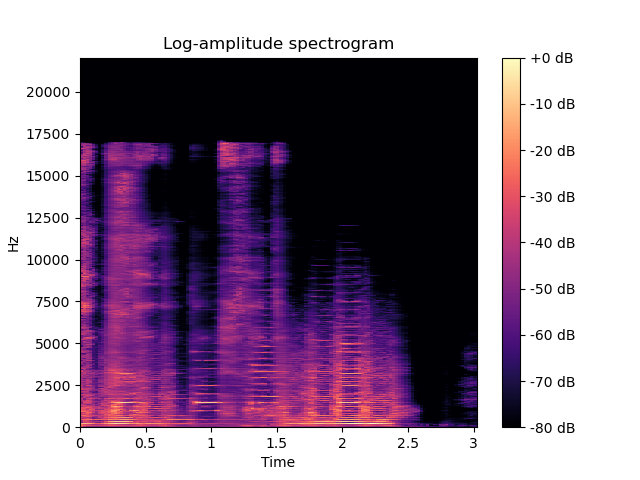 Log-amplitude spectrogram
20000
17500
15000
12500
10000
7500
5000
2500
0
Hz
0
0.5
1
1.5
2
2.5
3
Time
+0 dB
-10 dB
-20 dB
-30 dB
-40 dB
-50 dB
-60 dB
-70 dB
-80 dB